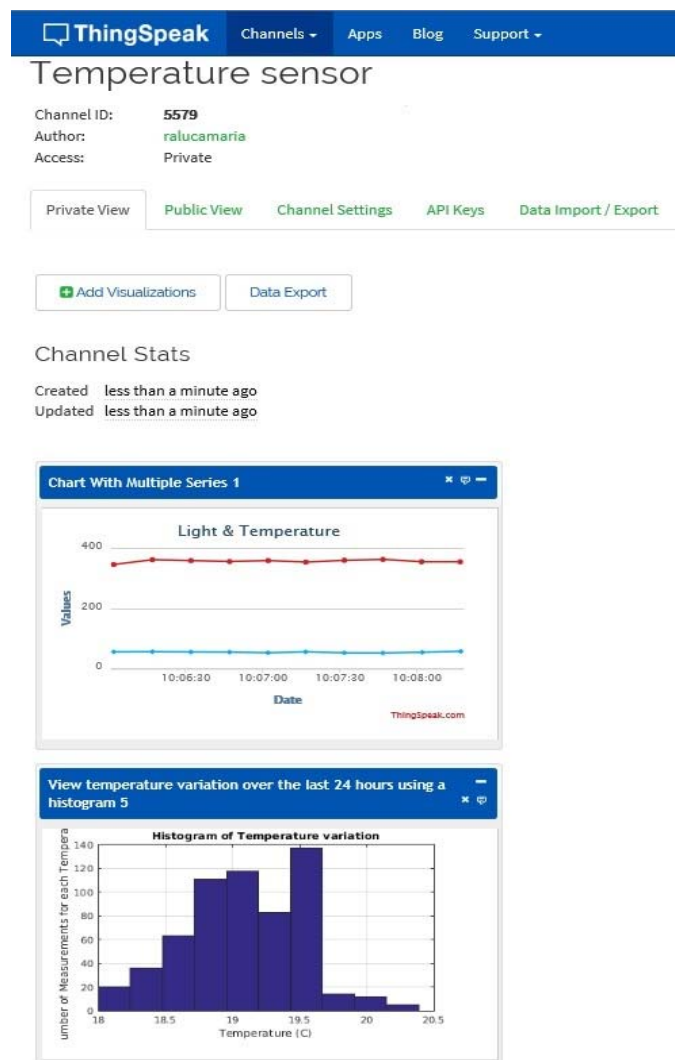 ThingSpeak Channels Apps Blog Support
Temperature sensor
Channel ID: 5579
Author: ralucamaria
Access: Private
Private View Public View Channel Settings API Keys Data Import / Export
Add Visualizations Data Export
Channel Stats
Created less than a minute ago
Updated less than a minute ago
Chart With Multiple Series 1
Light & Temperature
400
200
0
Values
10:06:30 10:07:00 10:07:30 10:08:00
Date
ThingSpeak.com
View temperature variation over the last 24 hours using a
histogram 5
Histogram of Temperature variation
umber of Measurements for each Tempera
140
120
100
80
60
40
20
0
18 18.5 19 19.5 20 20.5
Temperature (C)